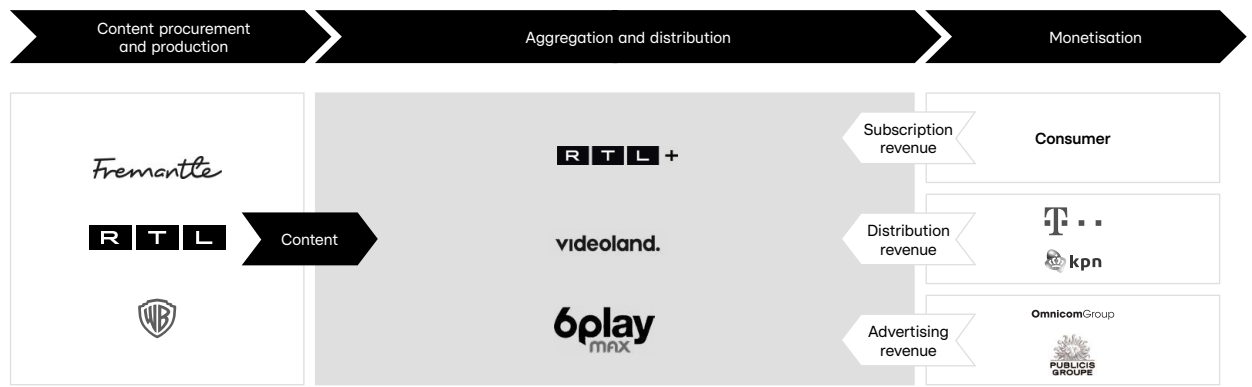 Content procurement
and production
Aggregation and distribution
Monetisation
Fremantle
RTL
WB
Content
RTL+
videoland.
6play
max
Subscription
revenue
Distribution
revenue
Advertising
revenue
Consumer
T
kpn
OmnicomGroup
PUBLICIS
GROUPE